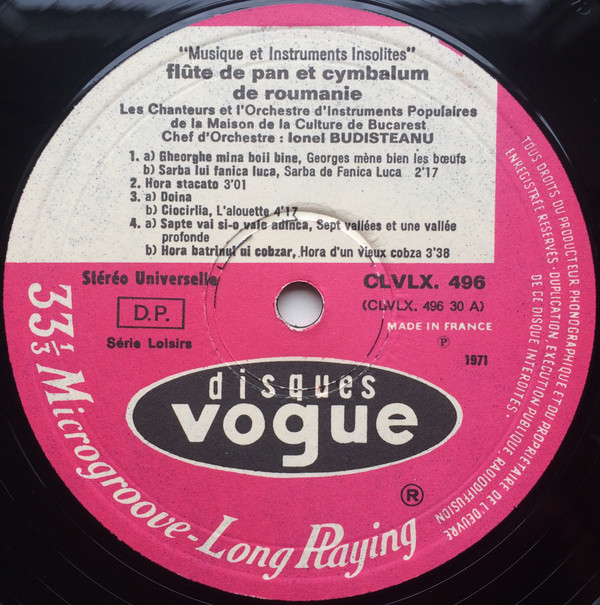 "Musique et Instruments Insolites"
flûte de pan et cymbalum
de roumanie
Les Chanteurs et l'Orchestre d'Instruments Populaires
de la Maison de la Culture de Bucarest
Chef d'Orchestre : Ionel BUDISTEANU
1. a) Gheorghe mina boii bine, Georges mène bien les bœufs
b) Sarba lui fanica luca, Sarba de Fanica Luca 2'17
2. Hora stacato 3'01
3. a) Doina
b) Ciocirlia, L'alouette 4'17
4. a) Sapte vai si-o vale adinca, Sept vallées et une vallée
profonde
b) Hora batrinul ui cobzar, Hora d'un vieux cobza 3'38
Stéréo Universelle
D.P.
Série Loisirs
CLVLX. 496
(CLVLX. 496 30 A)
MADE IN FRANCE
Ⓟ
1971
disques
vogue
®
33 1/3 Microgroove-Long Playing
TOUS DROITS DU PRODUCTEUR PHONOGRAPHIQUE ET DU PROPRIETAIRE DE L'OEUVRE
ENREGISTRÉE RESERVÉS · DUPLICATION, EXECUTION PUBLIQUE, RADIODIFFUSION
DE CE DISQUE INTERDITES ·